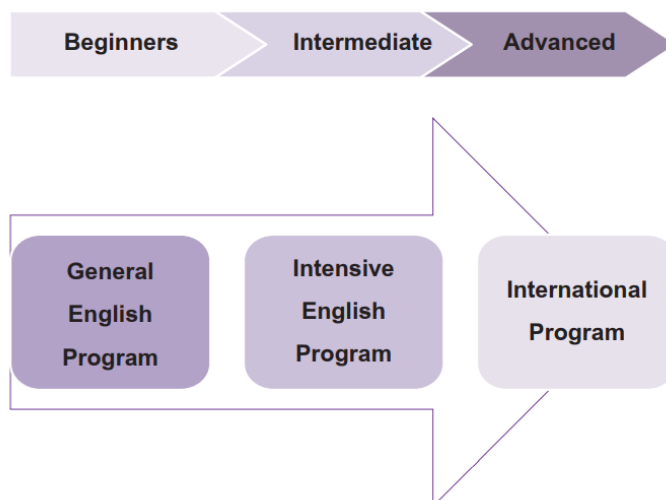 Beginners
Intermediate
Advanced
General
English
Program
Intensive
English
Program
International
Program